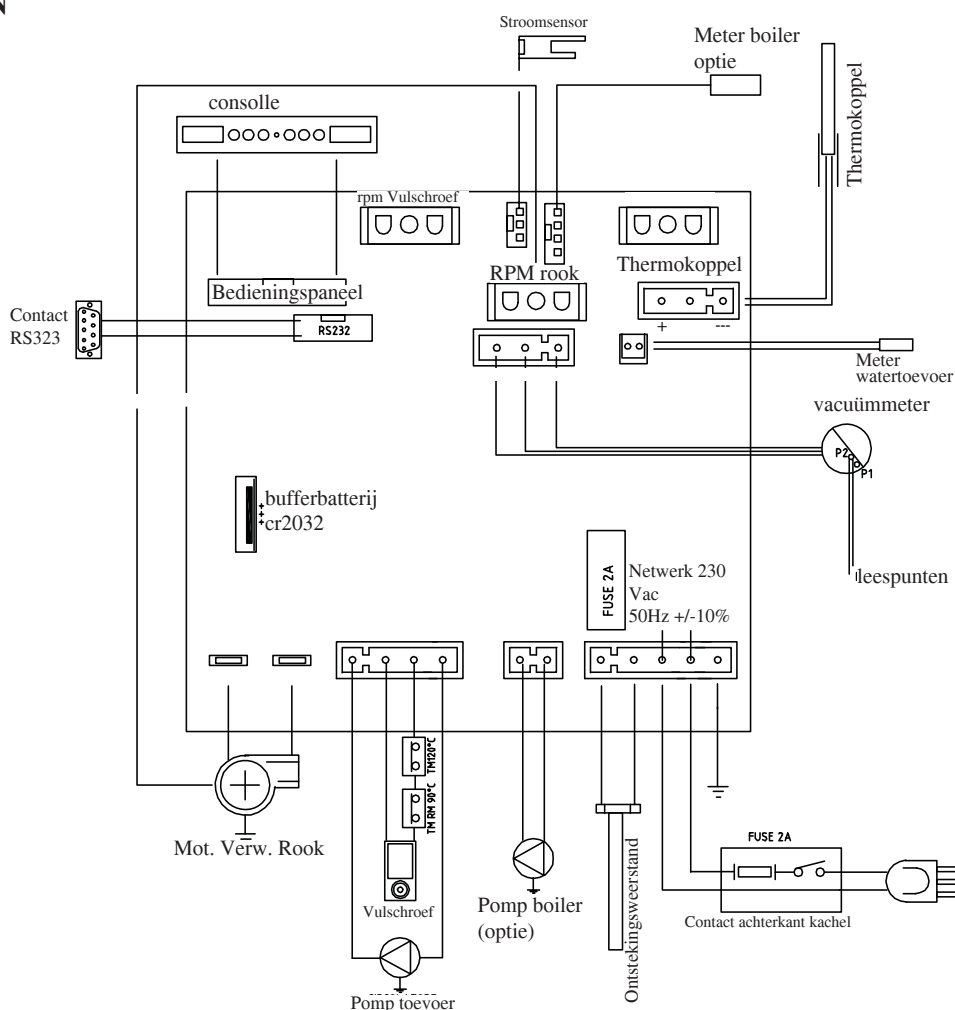 N
Stroomsensor
Meter boiler
optie
consolle
Thermokoppel
rpm Vulschroef
RPM rook
Thermokoppel
+ ---
Bedieningspaneel
RS232
Contact
RS323
Meter
watertoevoer
vacuümmeter
P2
P1
leespunten
bufferbatterij
cr2032
+
+
+
FUSE 2A
Netwerk 230
Vac
50Hz +/-10%
TM120°C
TM RM 90°C
Mot. Verw. Rook
Vulschroef
Pomp toevoer
Pomp boiler
(optie)
Ontstekingsweerstand
FUSE 2A
Contact achterkant kachel